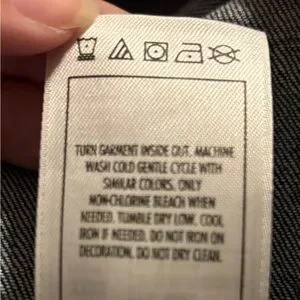 TURN GARMENT INSIDE OUT. MACHINE
WASH COLD GENTLE CYCLE WITH
SIMILAR COLORS. ONLY
NON-CHLORINE BLEACH WHEN
NEEDED. TUMBLE DRY LOW. COOL
IRON IF NEEDED. DO NOT IRON ON
DECORATION. DO NOT DRY CLEAN.